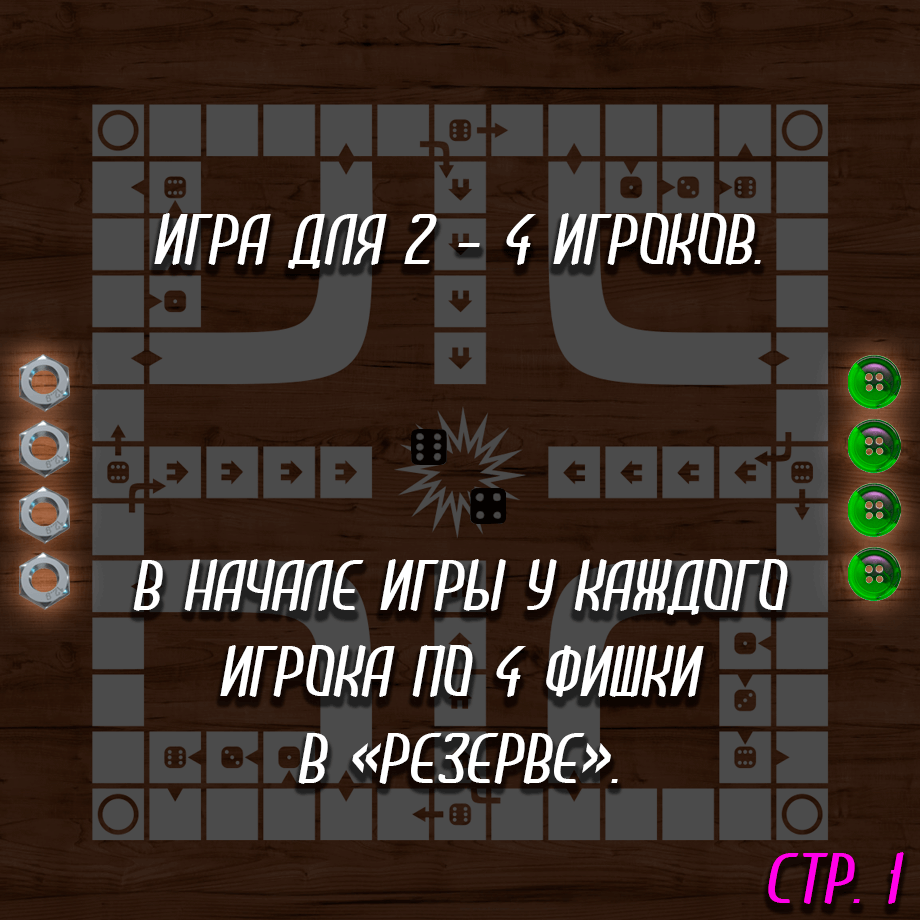 ИГРА ДЛЯ 2 – 4 ИГРОКОВ.
В НАЧАЛЕ ИГРЫ У КАЖДОГО
ИГРОКА ПО 4 ФИШКИ
В «РЕЗЕРВЕ».
СТР. 1